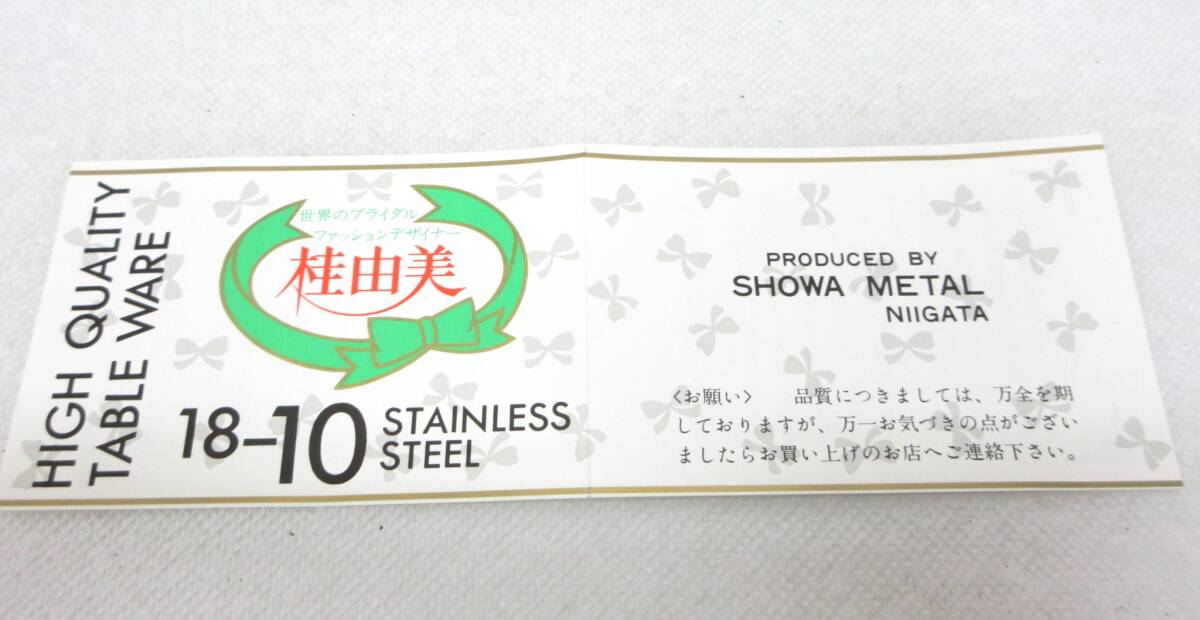 HIGH QUALITY
TABLE WARE
世界のブライダル
ファッションデザイナー
桂由美
18-10 STAINLESS
STEEL
PRODUCED BY
SHOWA METAL
NIIGATA
〈お願い〉 品質につきましては、万全を期
しておりますが、万一お気づきの点がござい
ましたらお買い上げのお店へご連絡下さい。